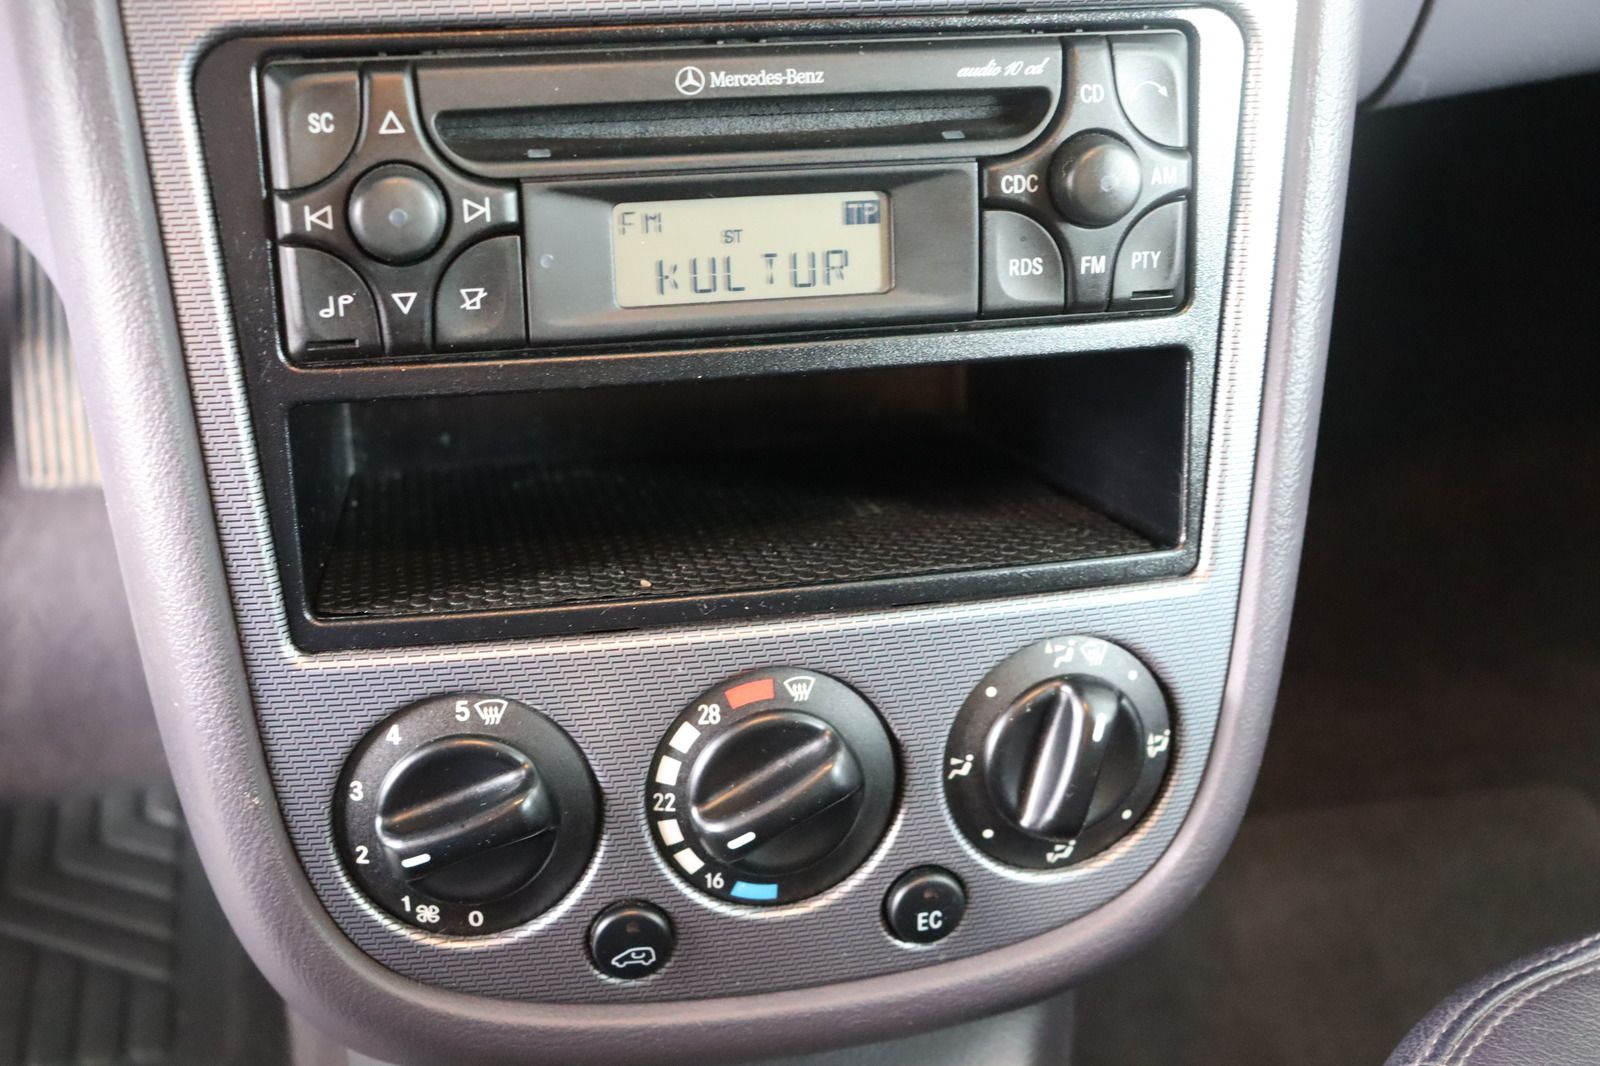 Mercedes-Benz
audio 10 cd
SC
CD
CDC
AM
FM
TP
ST
KULTUR
RDS
FM
PTY
5
4
3
2
1
0
28
22
16
EC